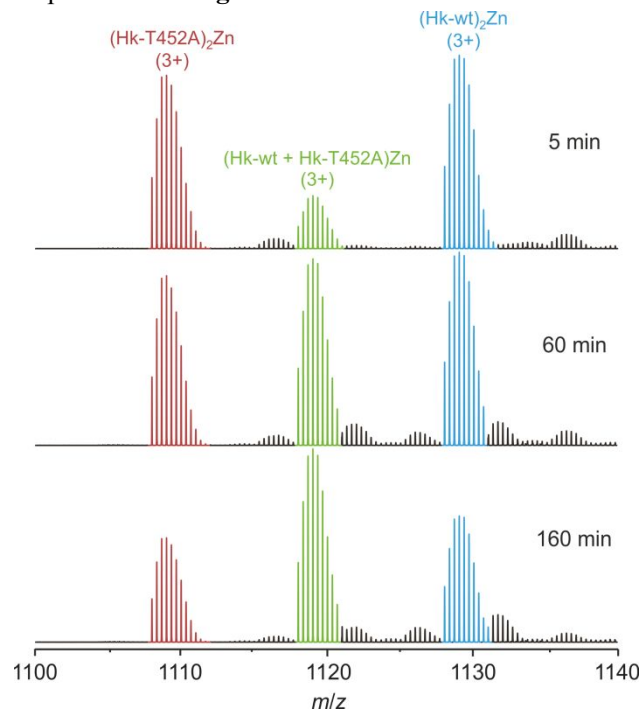 (Hk-T452A)₂Zn
(3+)
(Hk-wt)₂Zn
(3+)
5 min
(Hk-wt + Hk-T452A)Zn
(3+)
60 min
160 min
1100 1110 1120 1130 1140
m/z